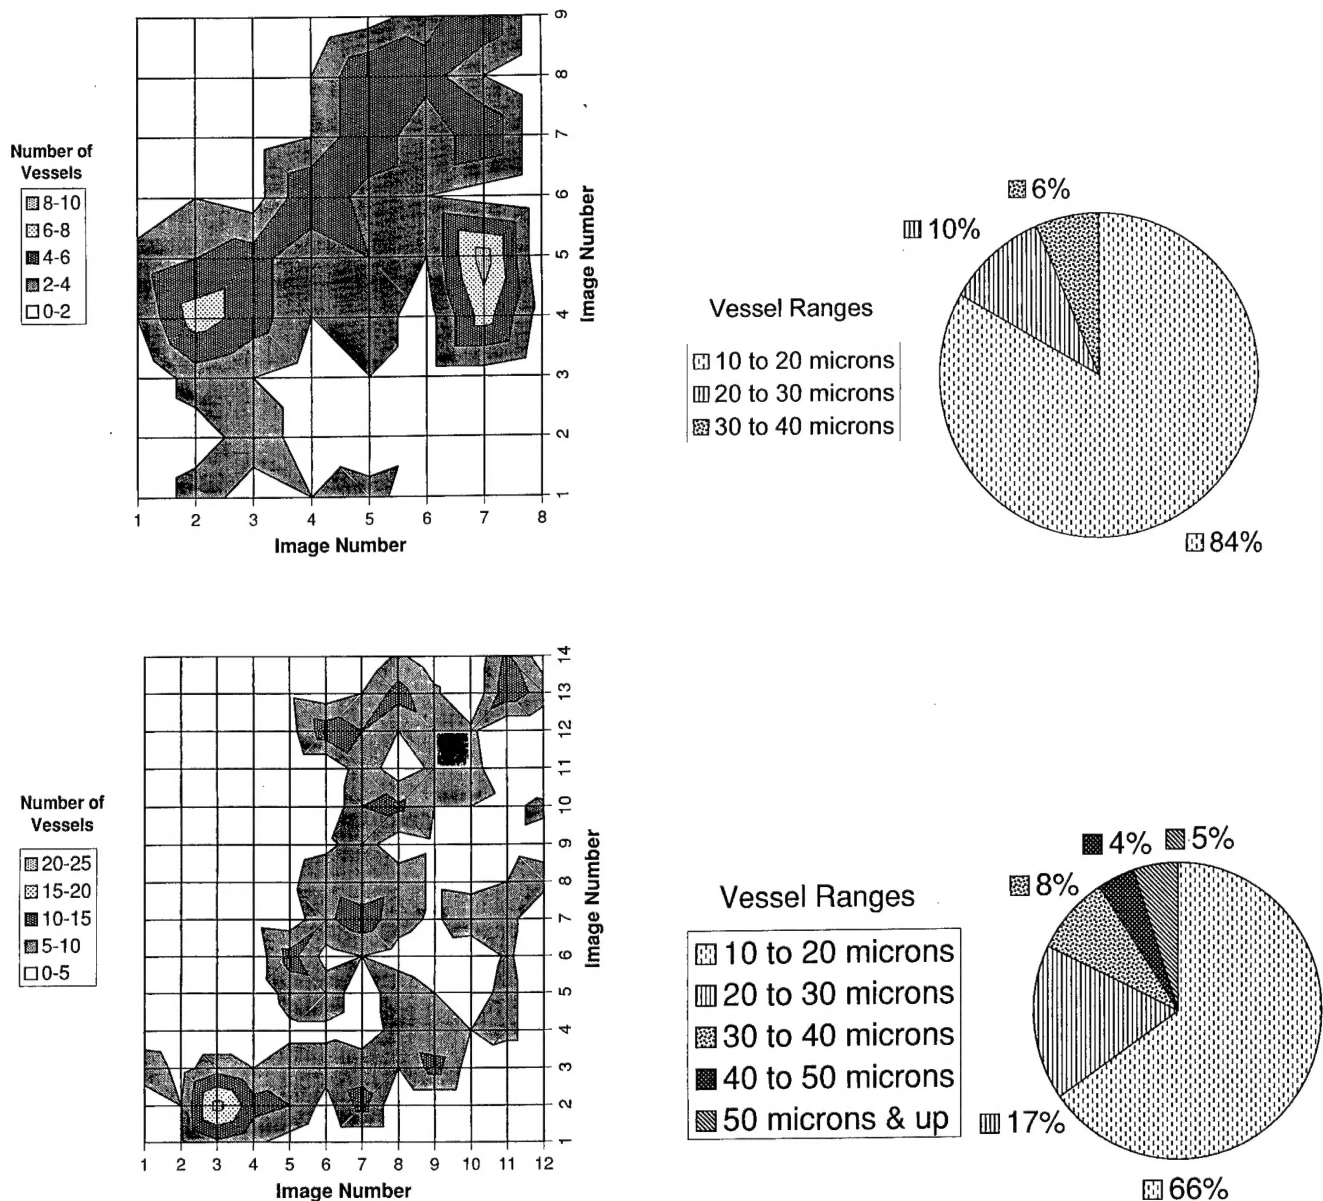 Number of
Vessels
8-10
6-8
4-6
2-4
0-2
9
8
7
6
5
4
3
2
1
Image Number
1 2 3 4 5 6 7 8
Image Number
6%
10%
Vessel Ranges
10 to 20 microns
20 to 30 microns
30 to 40 microns
84%
Number of
Vessels
20-25
15-20
10-15
5-10
0-5
14
13
12
11
10
9
8
7
6
5
4
3
2
1
Image Number
1 2 3 4 5 6 7 8 9 10 11 12
Image Number
4% 5%
8%
Vessel Ranges
10 to 20 microns
20 to 30 microns
30 to 40 microns
40 to 50 microns
50 microns & up
17%
66%